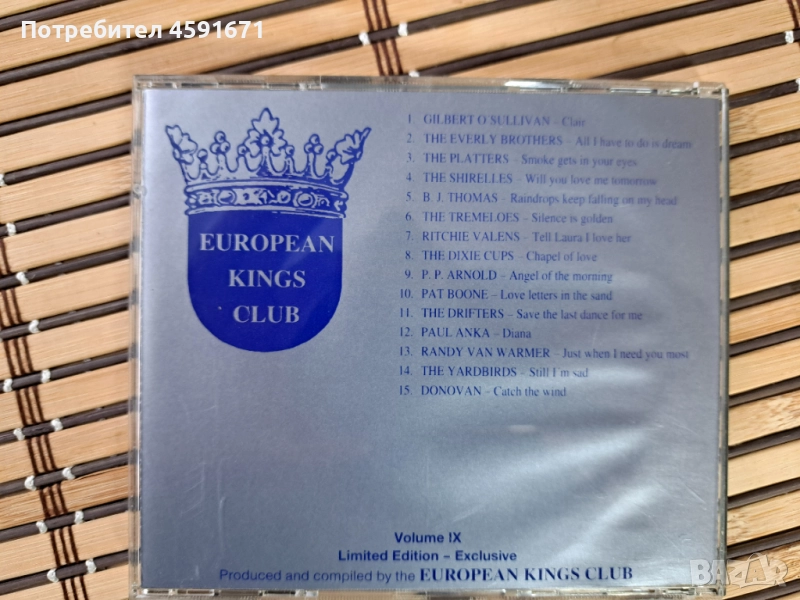 Потребител 4591671
EUROPEAN
KINGS
CLUB
1. GILBERT O SULLIVAN – Clair
2. THE EVERLY BROTHERS – All I have to do is dream
3. THE PLATTERS – Smoke gets in your eyes
4. THE SHIRELLES – Will you love me tomorrow
5. B. J. THOMAS – Raindrops keep falling on my head
6. THE TREMELOES – Silence is golden
7. RITCHIE VALENS – Tell Laura I love her
8. THE DIXIE CUPS – Chapel of love
9. P. P. ARNOLD – Angel of the morning
10. PAT BOONE – Love letters in the sand
11. THE DRIFTERS – Save the last dance for me
12. PAUL ANKA – Diana
13. RANDY VAN WARMER – Just when I need you most
14. THE YARDBIRDS – Still I m sad
15. DONOVAN – Catch the wind
Volume IX
Limited Edition – Exclusive
Produced and compiled by the EUROPEAN KINGS CLUB
BAZAR